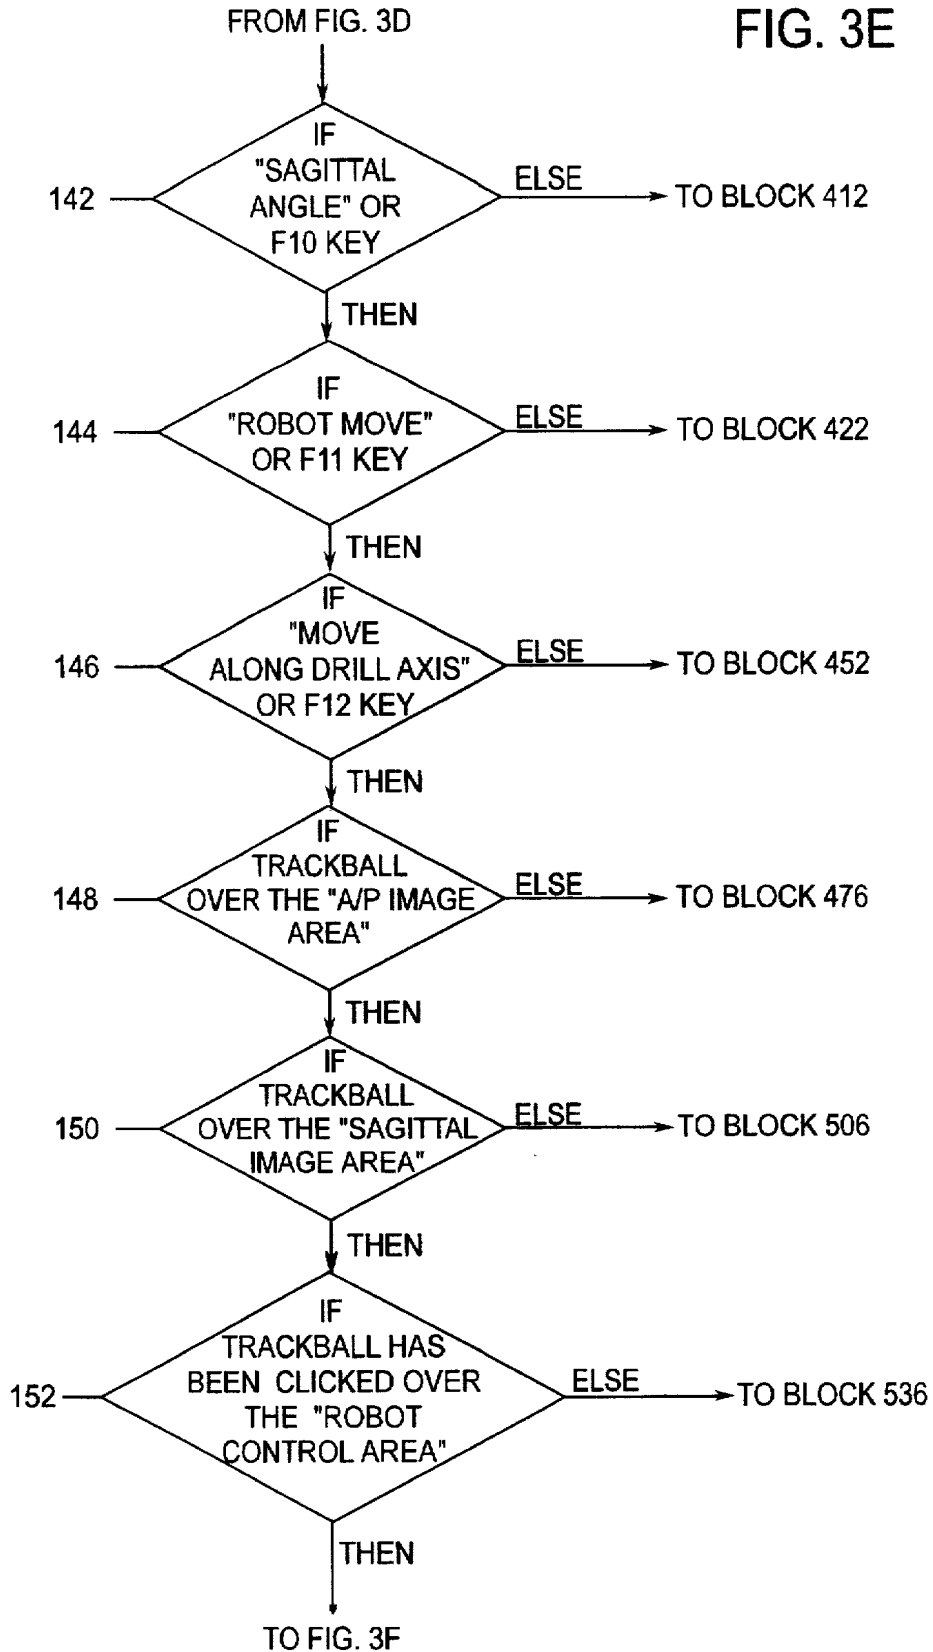 FROM FIG. 3D
FIG. 3E
142
IF
"SAGITTAL
ANGLE" OR
F10 KEY
ELSE
TO BLOCK 412
THEN
144
IF
"ROBOT MOVE"
OR F11 KEY
ELSE
TO BLOCK 422
THEN
146
IF
"MOVE
ALONG DRILL AXIS"
OR F12 KEY
ELSE
TO BLOCK 452
THEN
148
IF
TRACKBALL
OVER THE "A/P IMAGE
AREA"
ELSE
TO BLOCK 476
THEN
150
IF
TRACKBALL
OVER THE "SAGITTAL
IMAGE AREA"
ELSE
TO BLOCK 506
THEN
152
IF
TRACKBALL HAS
BEEN CLICKED OVER
THE "ROBOT
CONTROL AREA"
ELSE
TO BLOCK 536
THEN
TO FIG. 3F